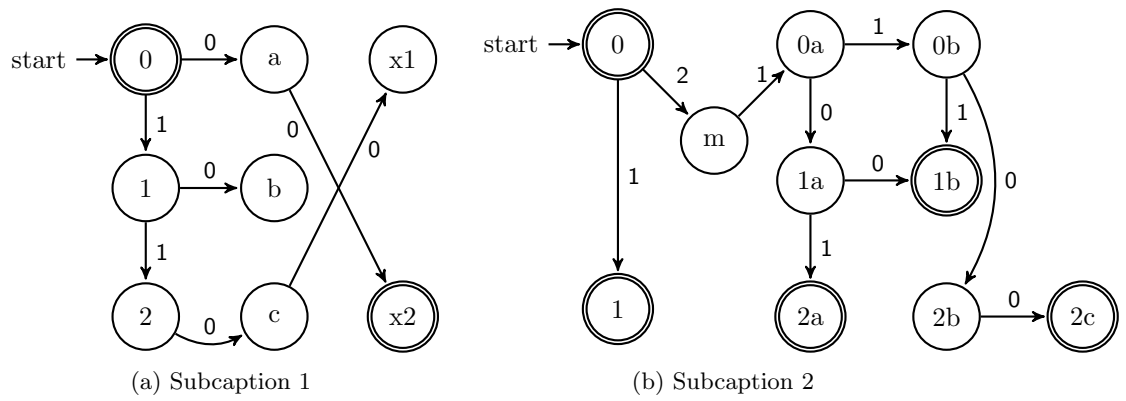 start 0 0 a x1
1 0
0
1 0 b
1
2 0 c x2
(a) Subcaption 1
start 0 2 1 0a 1 0b
m 0 1
1 1a 0 1b 0
1
1 2a 2b 0 2c
(b) Subcaption 2